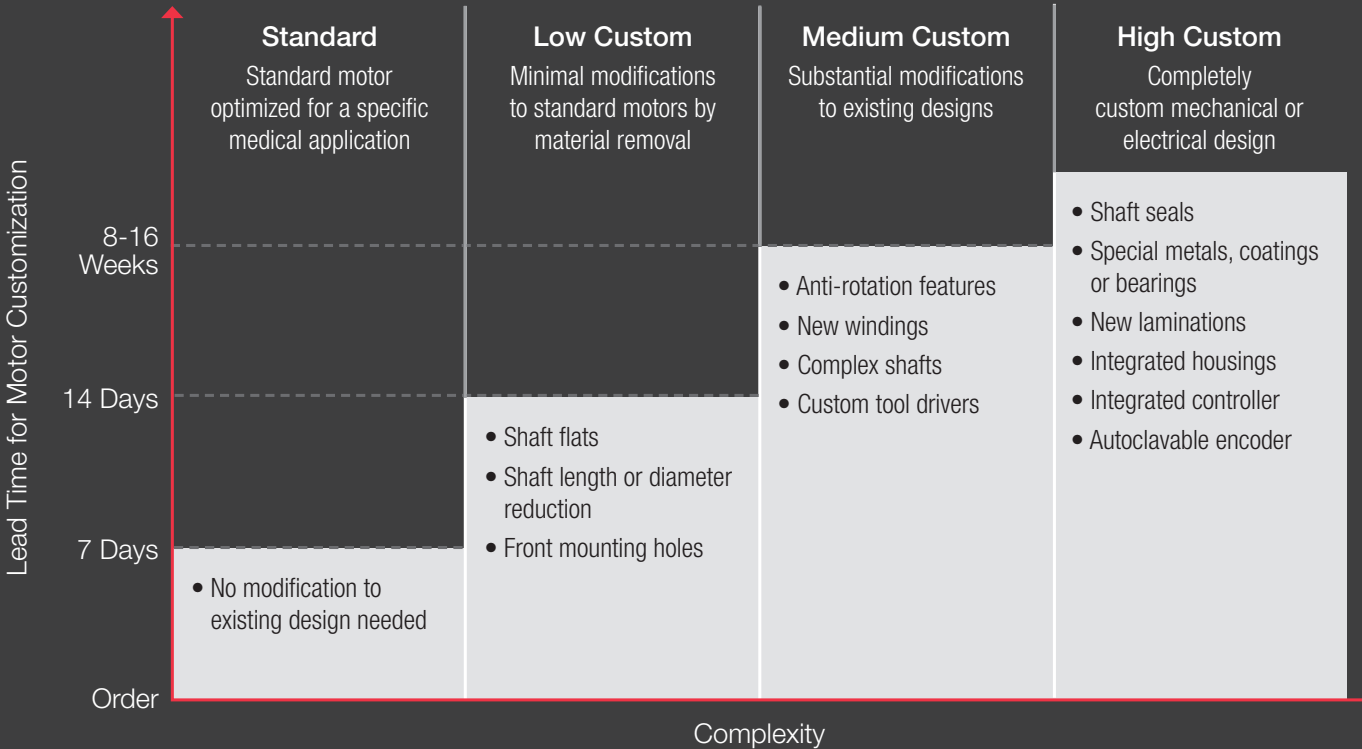 Standard
Standard motor
optimized for a specific
medical application
Low Custom
Minimal modifications
to standard motors by
material removal
Medium Custom
Substantial modifications
to existing designs
High Custom
Completely
custom mechanical or
electrical design
Lead Time for Motor Customization
8-16
Weeks
14 Days
7 Days
Order
• No modification to
existing design needed
• Shaft flats
• Shaft length or diameter
reduction
• Front mounting holes
• Anti-rotation features
• New windings
• Complex shafts
• Custom tool drivers
• Shaft seals
• Special metals, coatings
or bearings
• New laminations
• Integrated housings
• Integrated controller
• Autoclavable encoder
Complexity